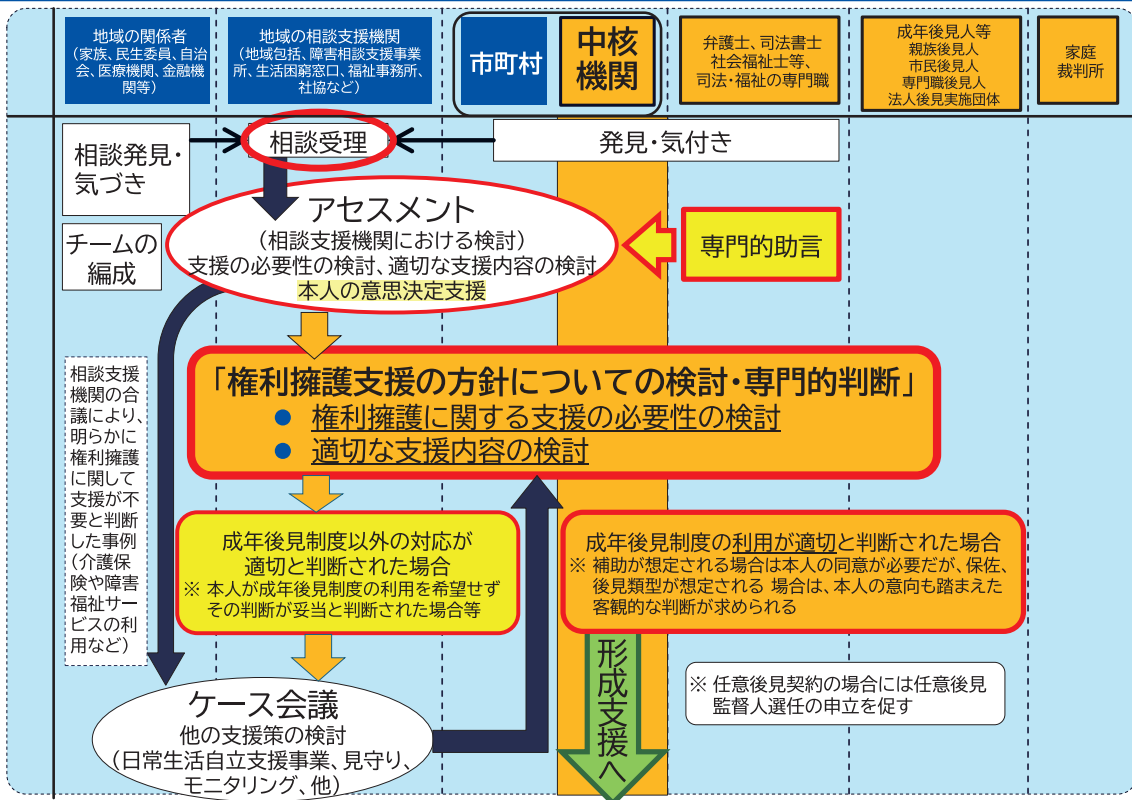 地域の関係者
（家族、民生委員、自治
会、医療機関、金融機
関等）
地域の相談支援機関
（地域包括、障害相談支援事業
所、生活困窮窓口、福祉事務所、
社協など）
市町村
中核
機関
弁護士、司法書士
社会福祉士等、
司法・福祉の専門職
成年後見人等
親族後見人
市民後見人
専門職後見人
法人後見実施団体
家庭
裁判所
相談発見・
気づき
相談受理
発見・気付き
チームの
編成
アセスメント
（相談支援機関における検討）
支援の必要性の検討、適切な支援内容の検討
本人の意思決定支援
専門的助言
「権利擁護支援の方針についての検討・専門的判断」
● 権利擁護に関する支援の必要性の検討
● 適切な支援内容の検討
相談支援
機関の合
議により、
明らかに
権利擁護
に関して
支援が不
要と判断
した事例
（介護保
険や障害
福祉サー
ビスの利
用など）
成年後見制度以外の対応が
適切と判断された場合
※ 本人が成年後見制度の利用を希望せず
その判断が妥当と判断された場合等
成年後見制度の利用が適切と判断された場合
※ 補助が想定される場合は本人の同意が必要だが、保佐、
後見類型が想定される 場合は、本人の意向も踏まえた
客観的な判断が求められる
形成支援へ
※ 任意後見契約の場合には任意後見
監督人選任の申立を促す
ケース会議
他の支援策の検討
（日常生活自立支援事業、見守り、
モニタリング、他）